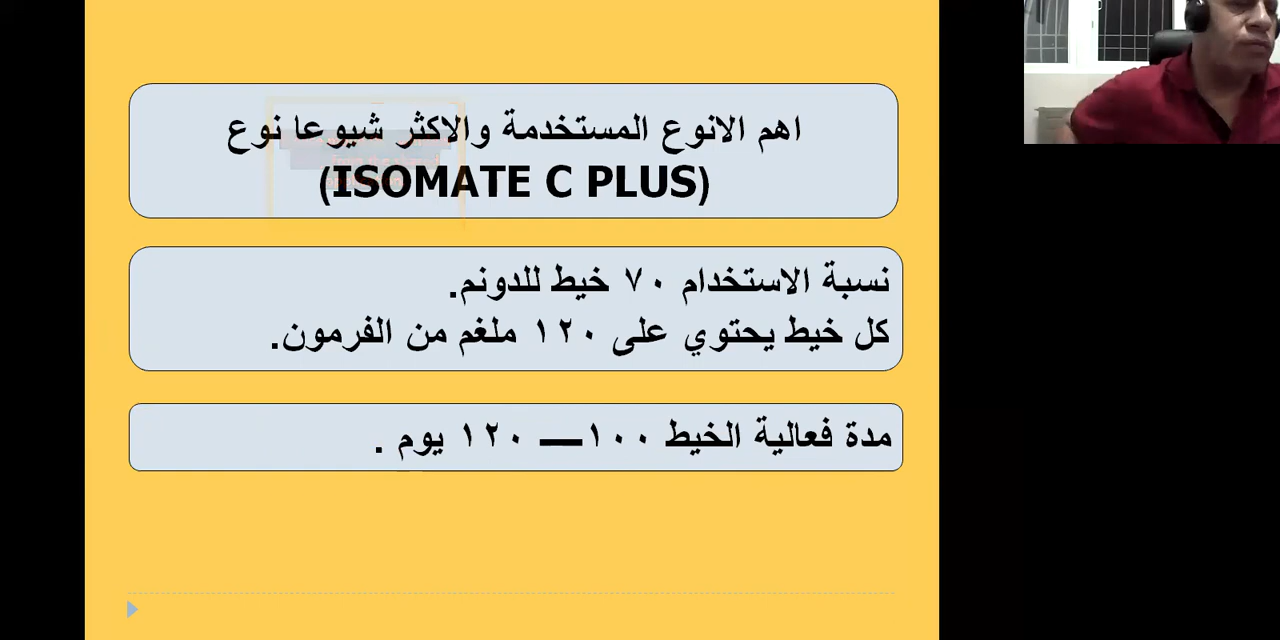 اهم الانوع المستخدمة والاكثر شيوعا نوع
(ISOMATE C PLUS)
نسبة الاستخدام ٧٠ خيط للدونم.
كل خيط يحتوي على ١٢٠ ملغم من الفرمون.
مدة فعالية الخيط ١٠٠ــــ ١٢٠ يوم .